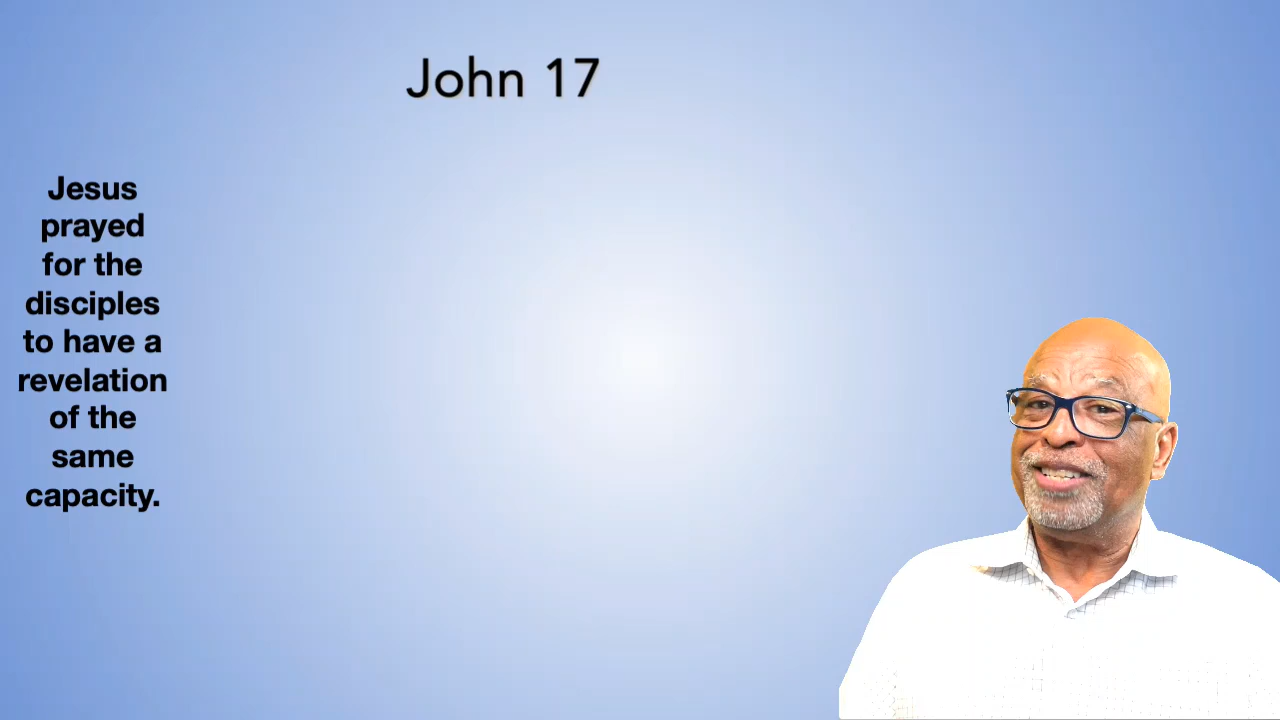 John 17
Jesus
prayed
for the
disciples
to have a
revelation
of the
same
capacity.